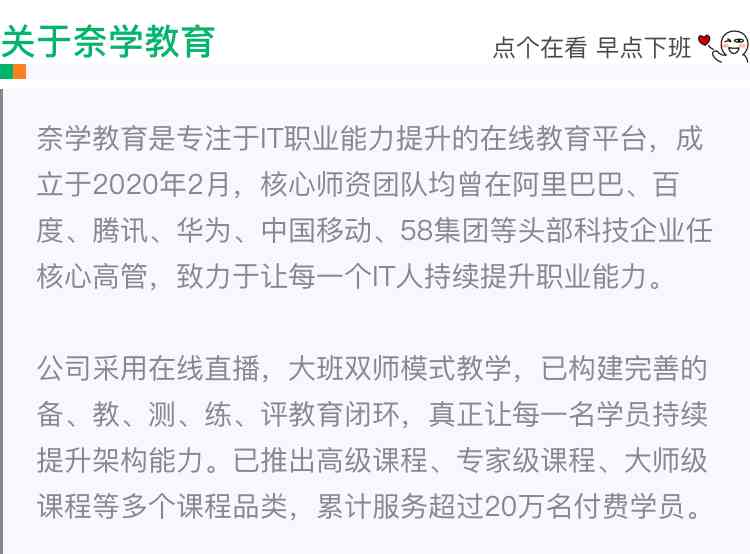 关于奈学教育
点个在看 早点下班
奈学教育是专注于IT职业能力提升的在线教育平台，成
立于2020年2月，核心师资团队均曾在阿里巴巴、百
度、腾讯、华为、中国移动、58集团等头部科技企业任
核心高管，致力于让每一个IT人持续提升职业能力。
公司采用在线直播，大班双师模式教学，已构建完善的
备、教、测、练、评教育闭环，真正让每一名学员持续
提升架构能力。已推出高级课程、专家级课程、大师级
课程等多个课程品类，累计服务超过20万名付费学员。